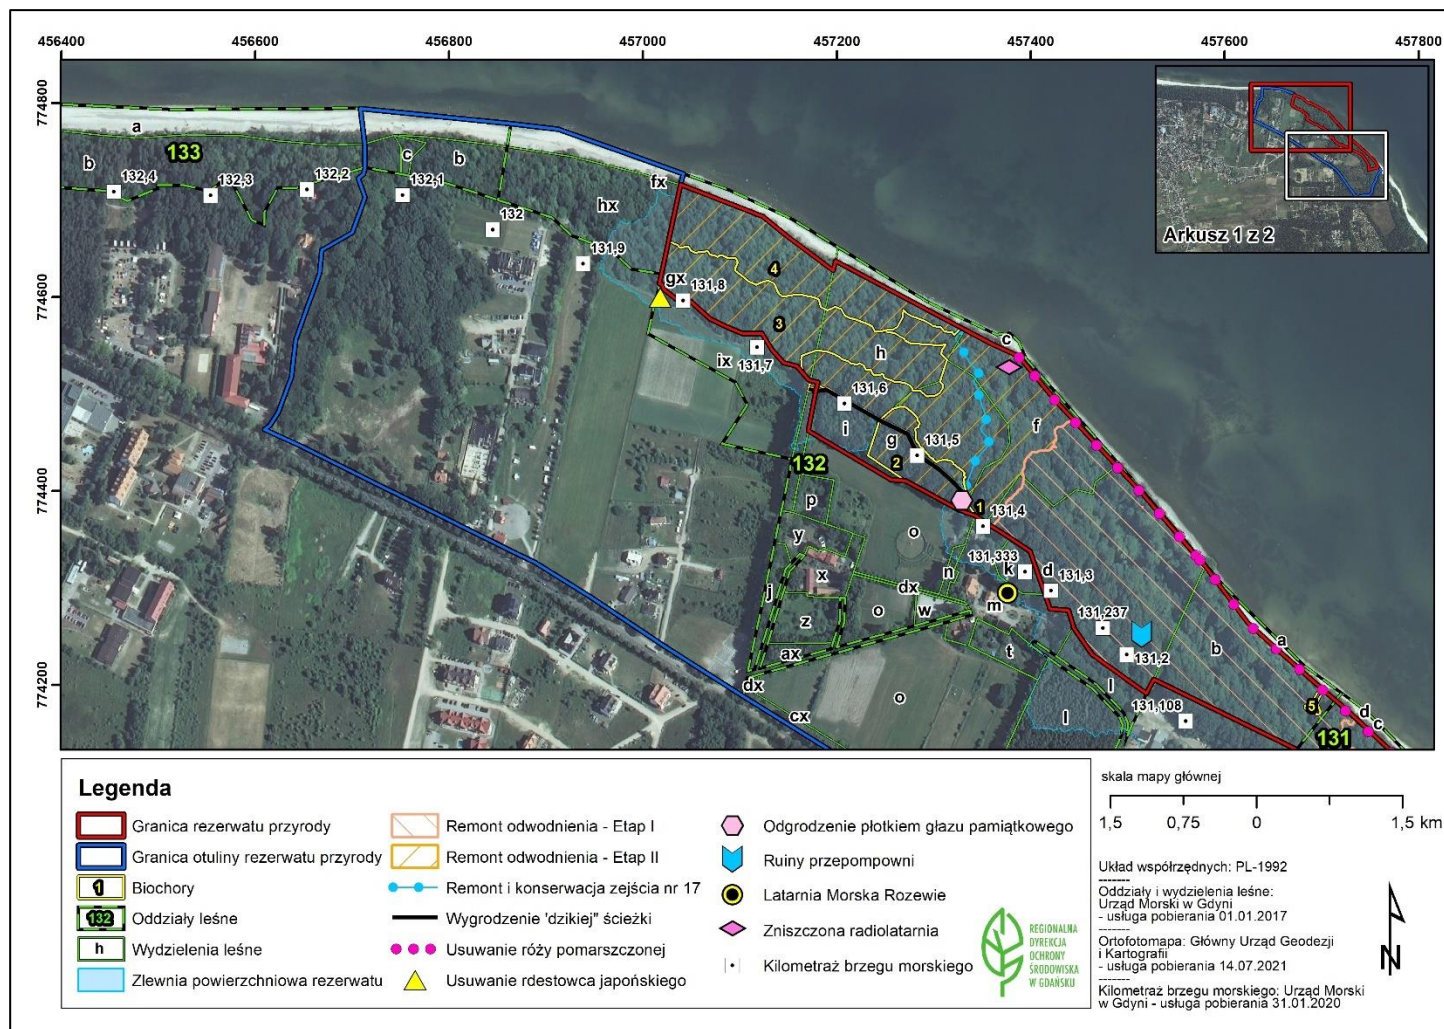 456400 456600 456800 457000 457200 457400 457600 457800
774800
774600
774400
774200
a
133
b
132,4
132,3
132,2
c
132,1
b
132
131,9
hx
fx
gx
131,8
4
3
131,7
ix
h
131,6
i
g
131,5
2
c
f
132
1
131,4
p
y
o
131,333
k
d
131,3
n
x
dx
j
z
o
w
m
131,237
131,2
ax
t
b
a
dx
cx
o
l
l
131,108
5
d
c
131
Arkusz 1 z 2
Legenda
Granica rezerwatu przyrody
Granica otuliny rezerwatu przyrody
1 Biochory
132 Oddziały leśne
h Wydzielenia leśne
Zlewnia powierzchniowa rezerwatu
Remont odwodnienia - Etap I
Remont odwodnienia - Etap II
Remont i konserwacja zejścia nr 17
Wygrodzenie 'dzikiej" ścieżki
Usuwanie róży pomarszczonej
Usuwanie rdestowca japońskiego
Odgrodzenie płotkiem głazu pamiątkowego
Ruiny przepompowni
Latarnia Morska Rozewie
Zniszczona radiolatarnia
Kilometraż brzegu morskiego
REGIONALNA
DYREKCJA
OCHRONY
ŚRODOWISKA
W GDAŃSKU
skala mapy głównej
1,5 0,75 0 1,5 km
Układ współrzędnych: PL-1992
-------
Oddziały i wydzielenia leśne:
Urząd Morski w Gdyni
- usługa pobierania 01.01.2017
-------
Ortofotomapa: Główny Urząd Geodezji
i Kartografii
- usługa pobierania 14.07.2021
-------
Kilometraż brzegu morskiego: Urząd Morski
w Gdyni - usługa pobierania 31.01.2020
N